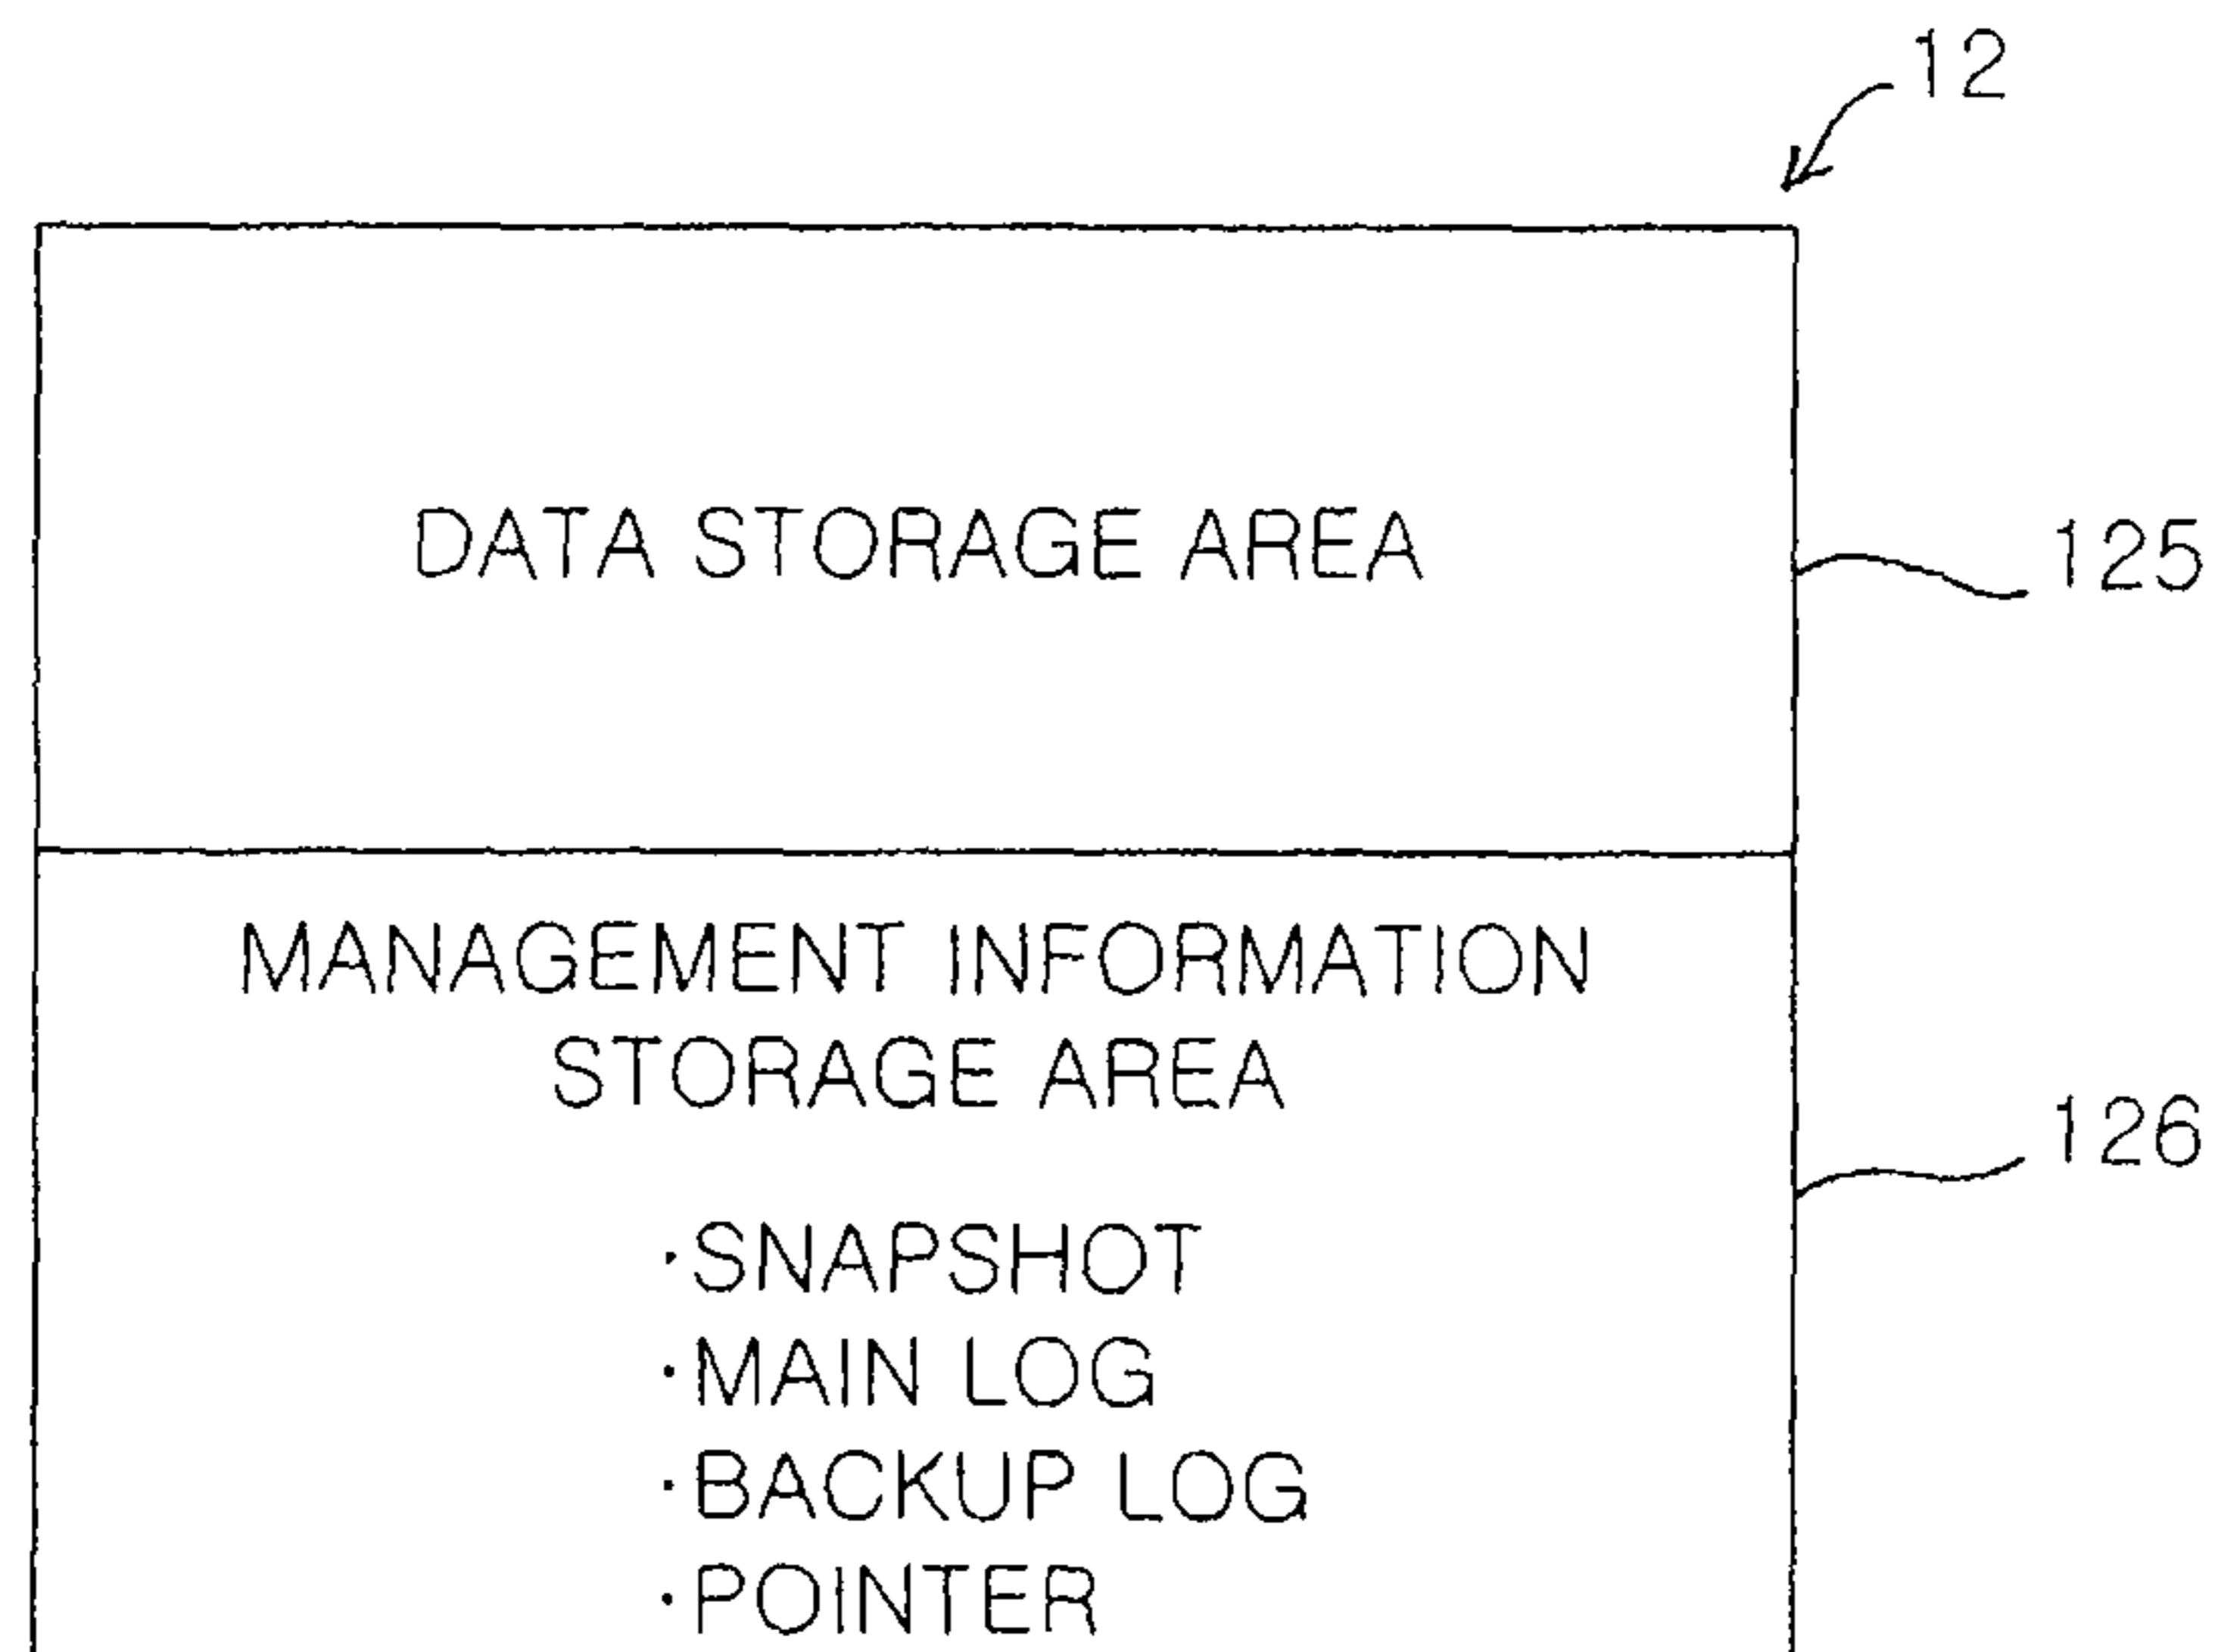 12
DATA STORAGE AREA
125
MANAGEMENT INFORMATION
STORAGE AREA
126
·SNAPSHOT
·MAIN LOG
·BACKUP LOG
·POINTER